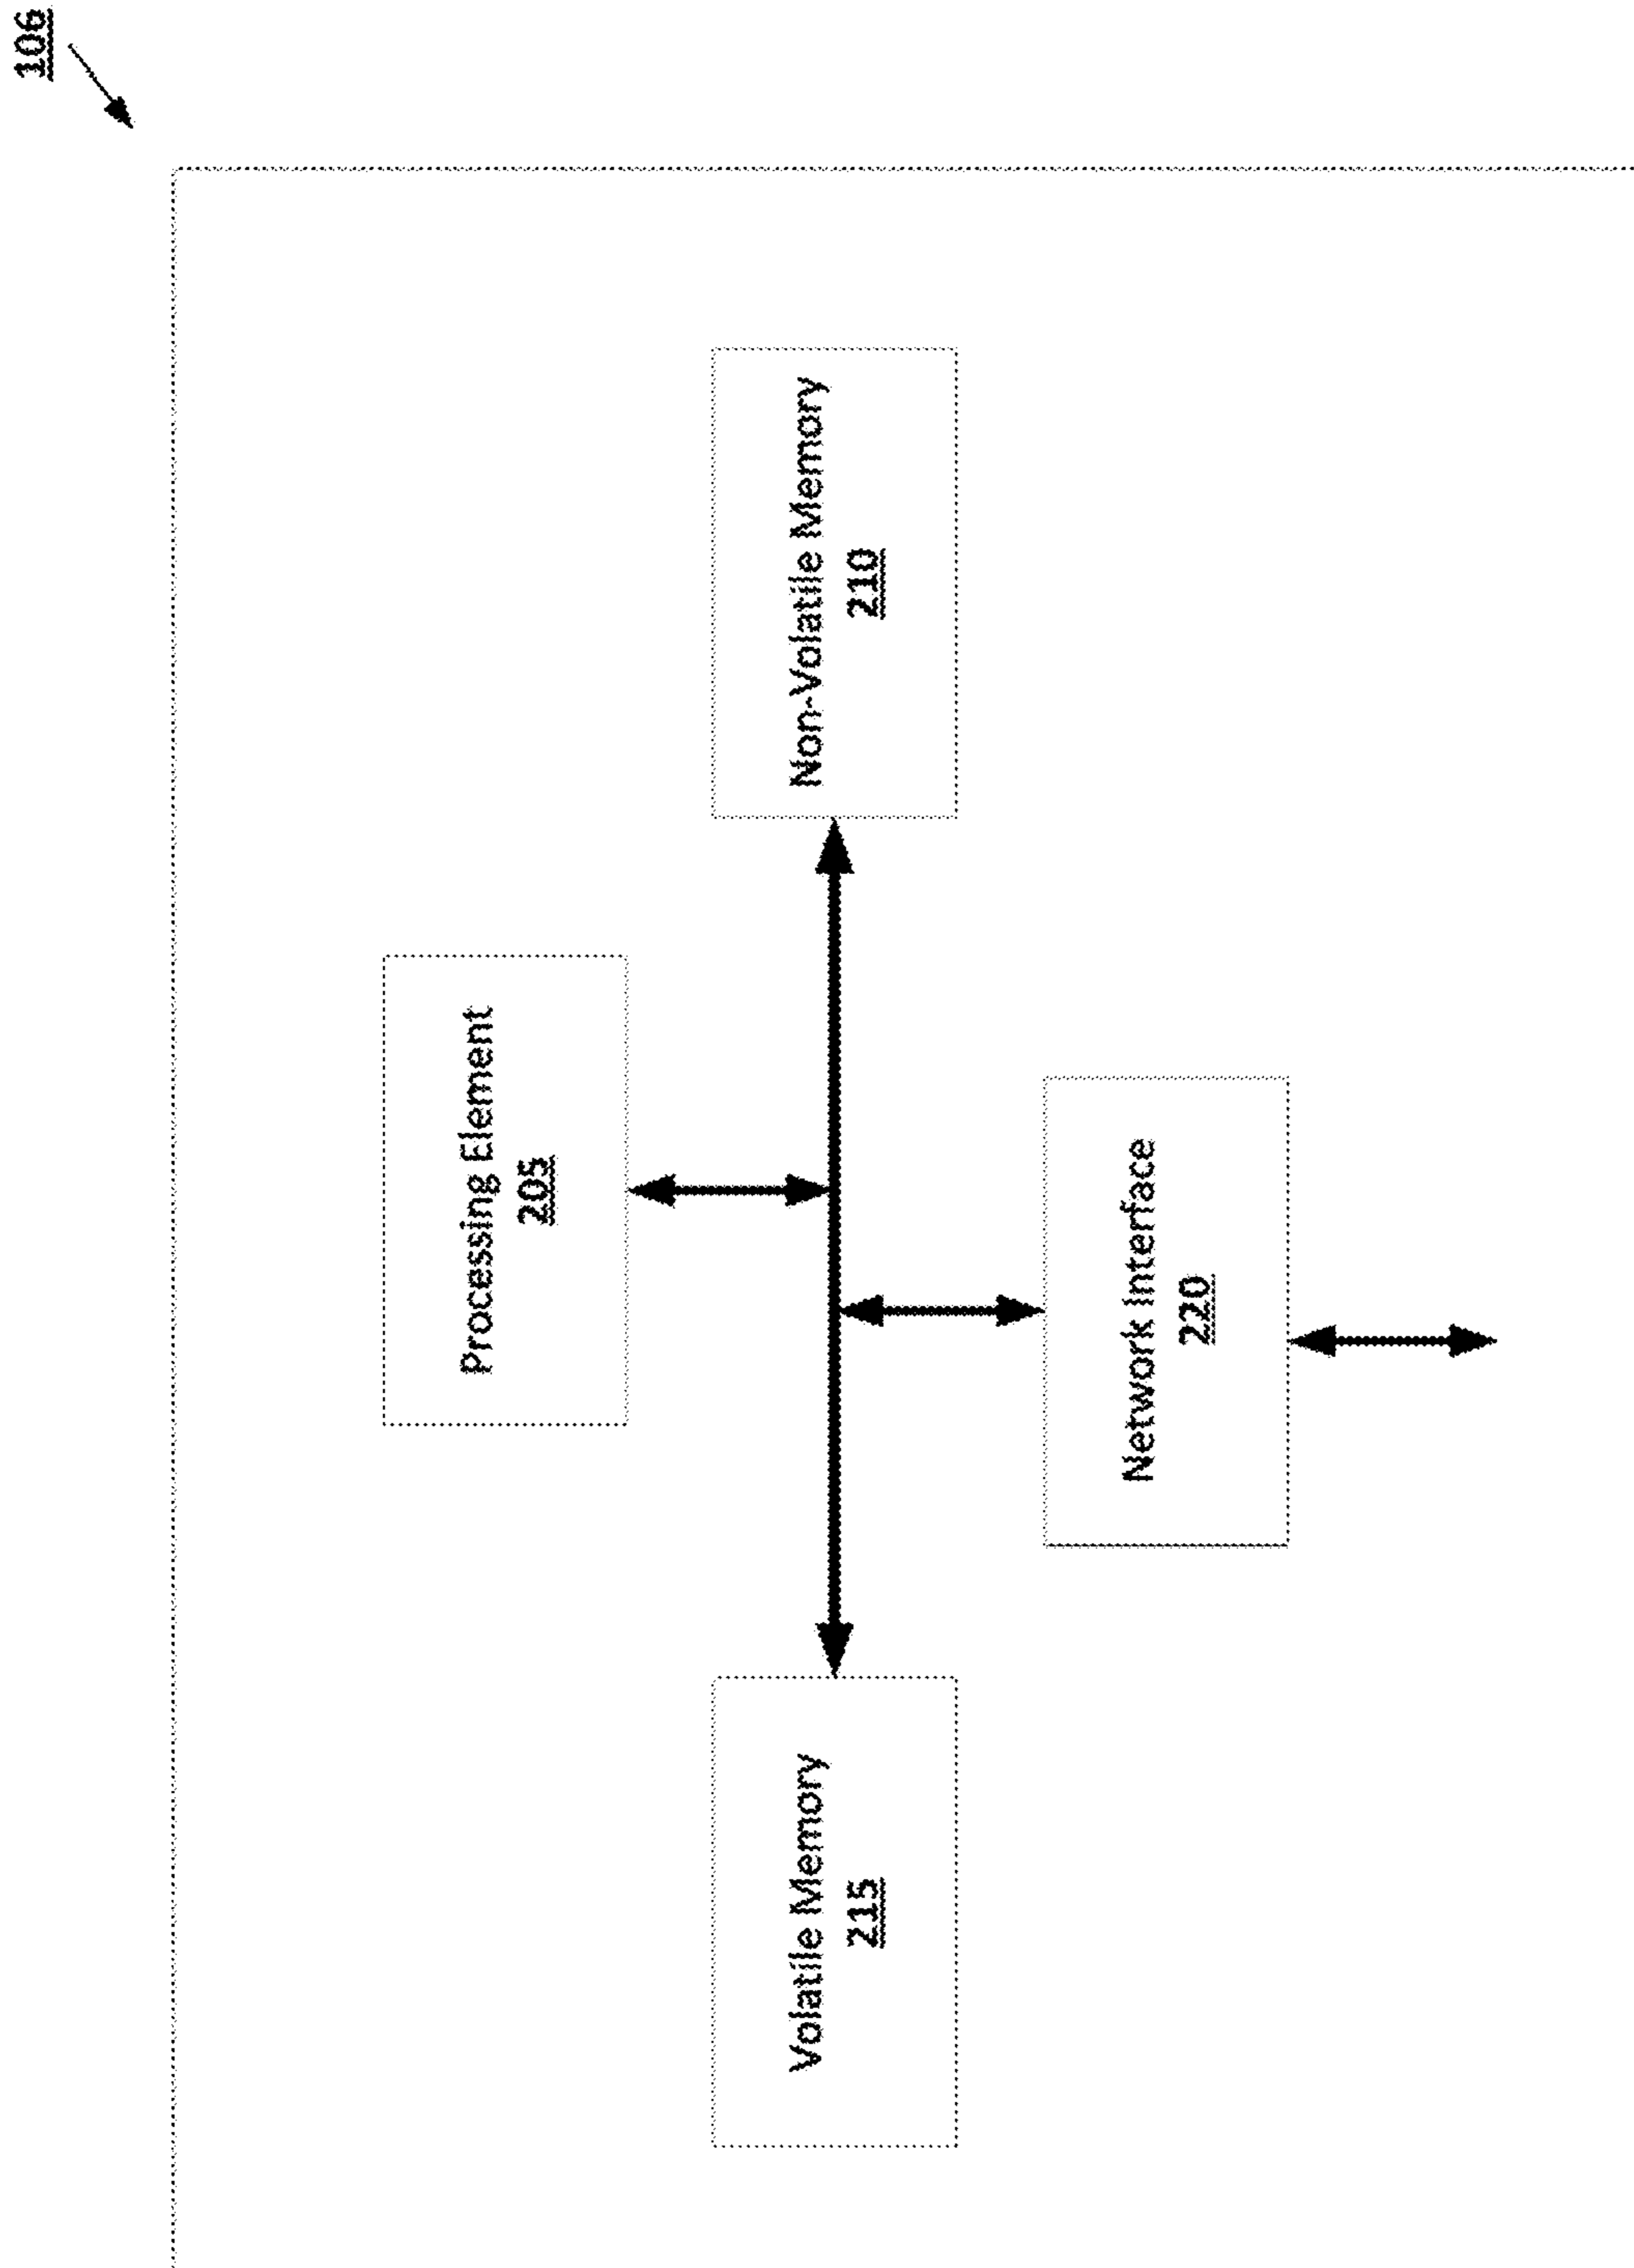 106
Processing Element
205
Volatile Memory
215
Non-Volatile Memory
210
Network Interface
220